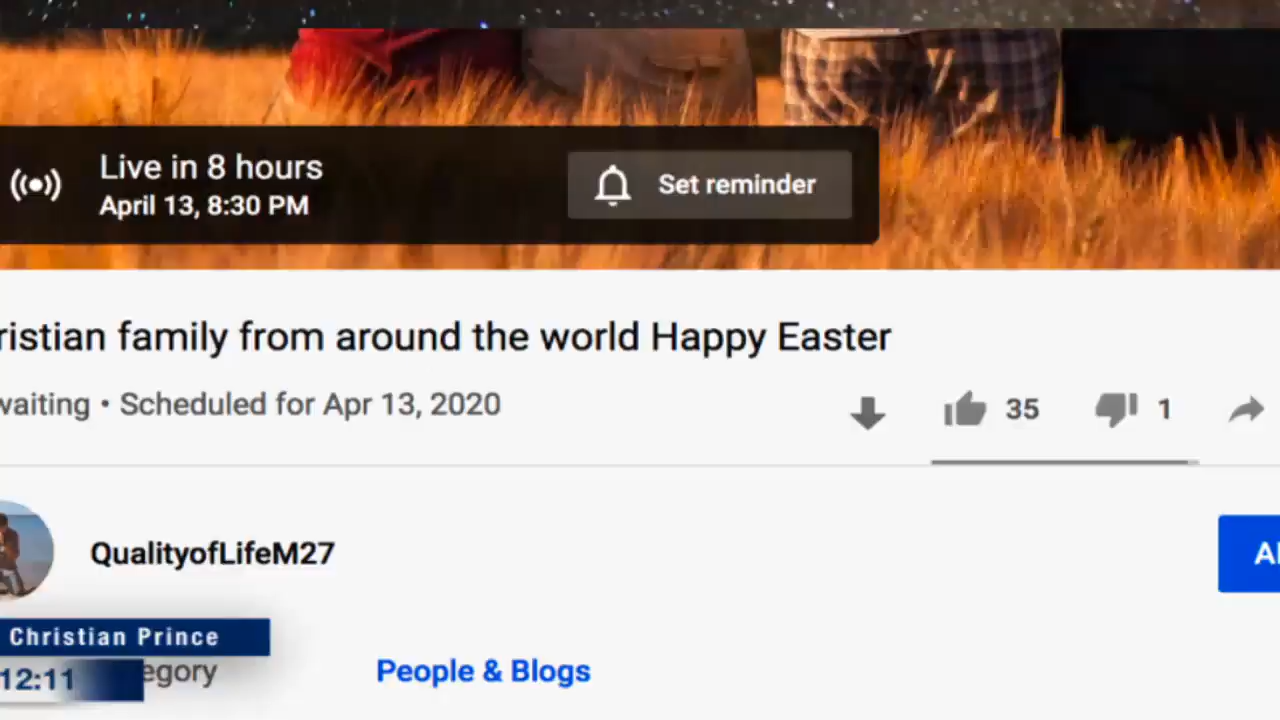 Live in 8 hours
April 13, 8:30 PM
Set reminder
ristian family from around the world Happy Easter
waiting • Scheduled for Apr 13, 2020
35
1
QualityofLifeM27
Christian Prince
12:11
egory
People & Blogs